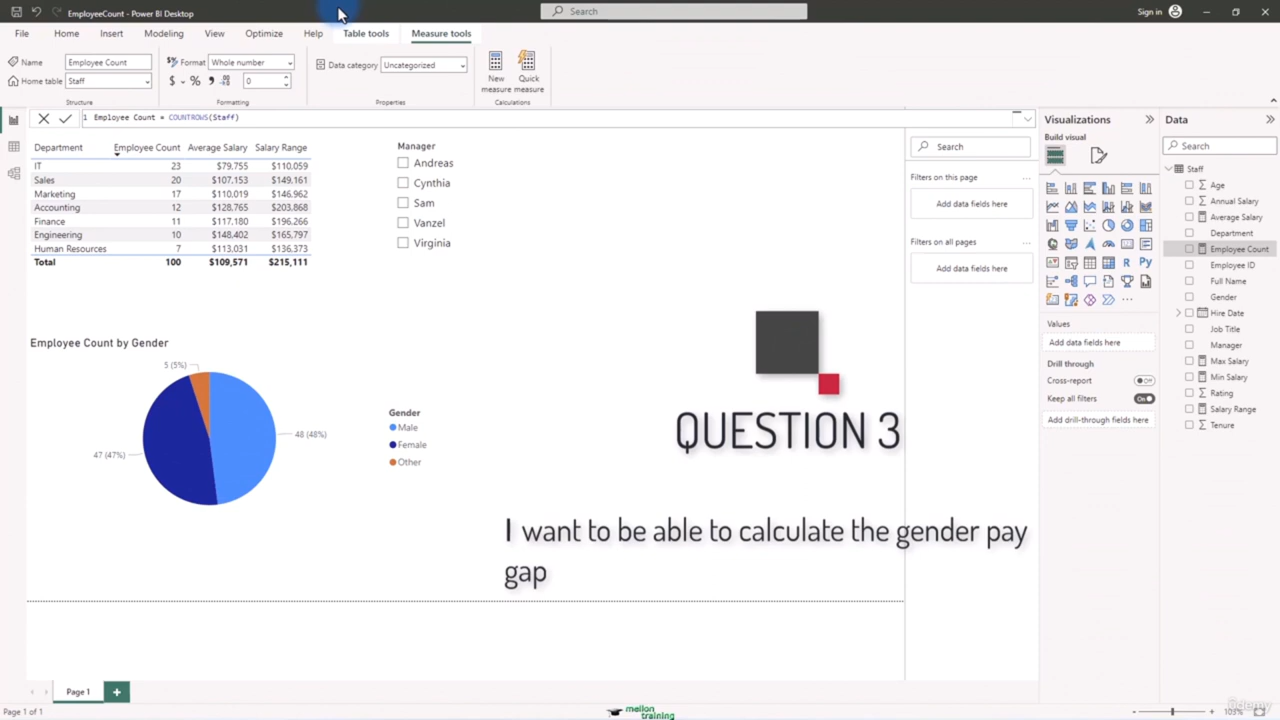 EmployeeCount - Power BI Desktop
Search
Sign in
File Home Insert Modeling View Optimize Help Table tools Measure tools
Name Employee Count
Format Whole number
Data category Uncategorized
New measure
Quick measure
Home table Staff
$ % 0
Structure Formatting Properties Calculations
1 Employee Count = COUNTROWS(Staff)
Department Employee Count Average Salary Salary Range
IT 23 $79,755 $110,059
Sales 20 $107,153 $149,161
Marketing 17 $110,019 $146,962
Accounting 12 $128,765 $203,868
Finance 11 $117,180 $196,266
Engineering 10 $148,402 $165,797
Human Resources 7 $113,031 $136,373
Total 100 $109,571 $215,111
Manager
Andreas
Cynthia
Sam
Vanzel
Virginia
Employee Count by Gender
5 (5%)
48 (48%)
47 (47%)
Gender
Male
Female
Other
QUESTION 3
I want to be able to calculate the gender pay
gap
Search
Filters on this page ...
Add data fields here
Filters on all pages ...
Add data fields here
Visualizations
Build visual
R Py
...
Values
Add data fields here
Drill through
Cross-report Off
Keep all filters On
Add drill-through fields here
Data
Search
Staff
Age
Annual Salary
Average Salary
Department
Employee Count
Employee ID
Full Name
Gender
Hire Date
Job Title
Manager
Max Salary
Min Salary
Rating
Salary Range
Tenure
Page 1
Page 1 of 1
mellon
training
udemy
- + 103%